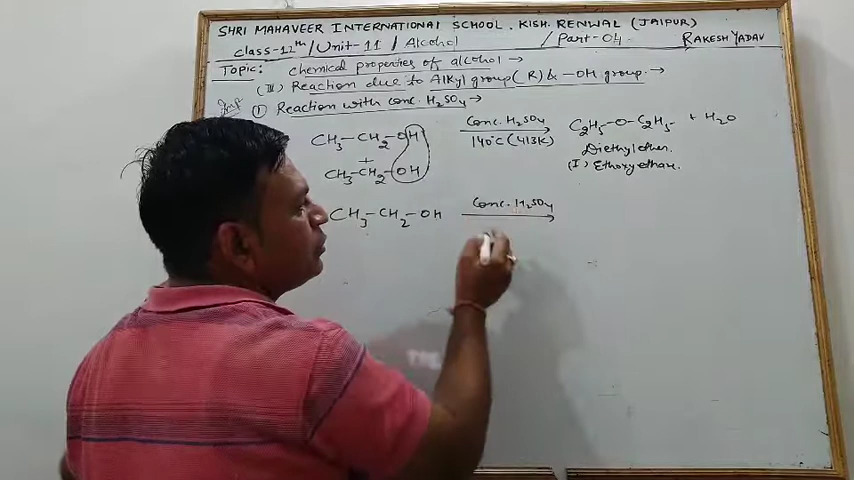 SHRI MAHAVEER INTERNATIONAL SCHOOL. KISH. RENWAL (JAIPUR)
class-12th/Unit-11/Alcohol /Part-04 RAKESH YADAV
Topic: chemical properties of alcohol →
(III) Reaction due to Alkyl group (R) & -OH group. →
Imp ① Reaction with conc. H2SO4 →
CH3-CH2-OH Conc. H2SO4 C2H5-O-C2H5 + H2O
+ 140°C (413K) Diethyl ether.
CH3-CH2-OH (I) Ethoxyethane.
CH3-CH2-OH Conc. H2SO4